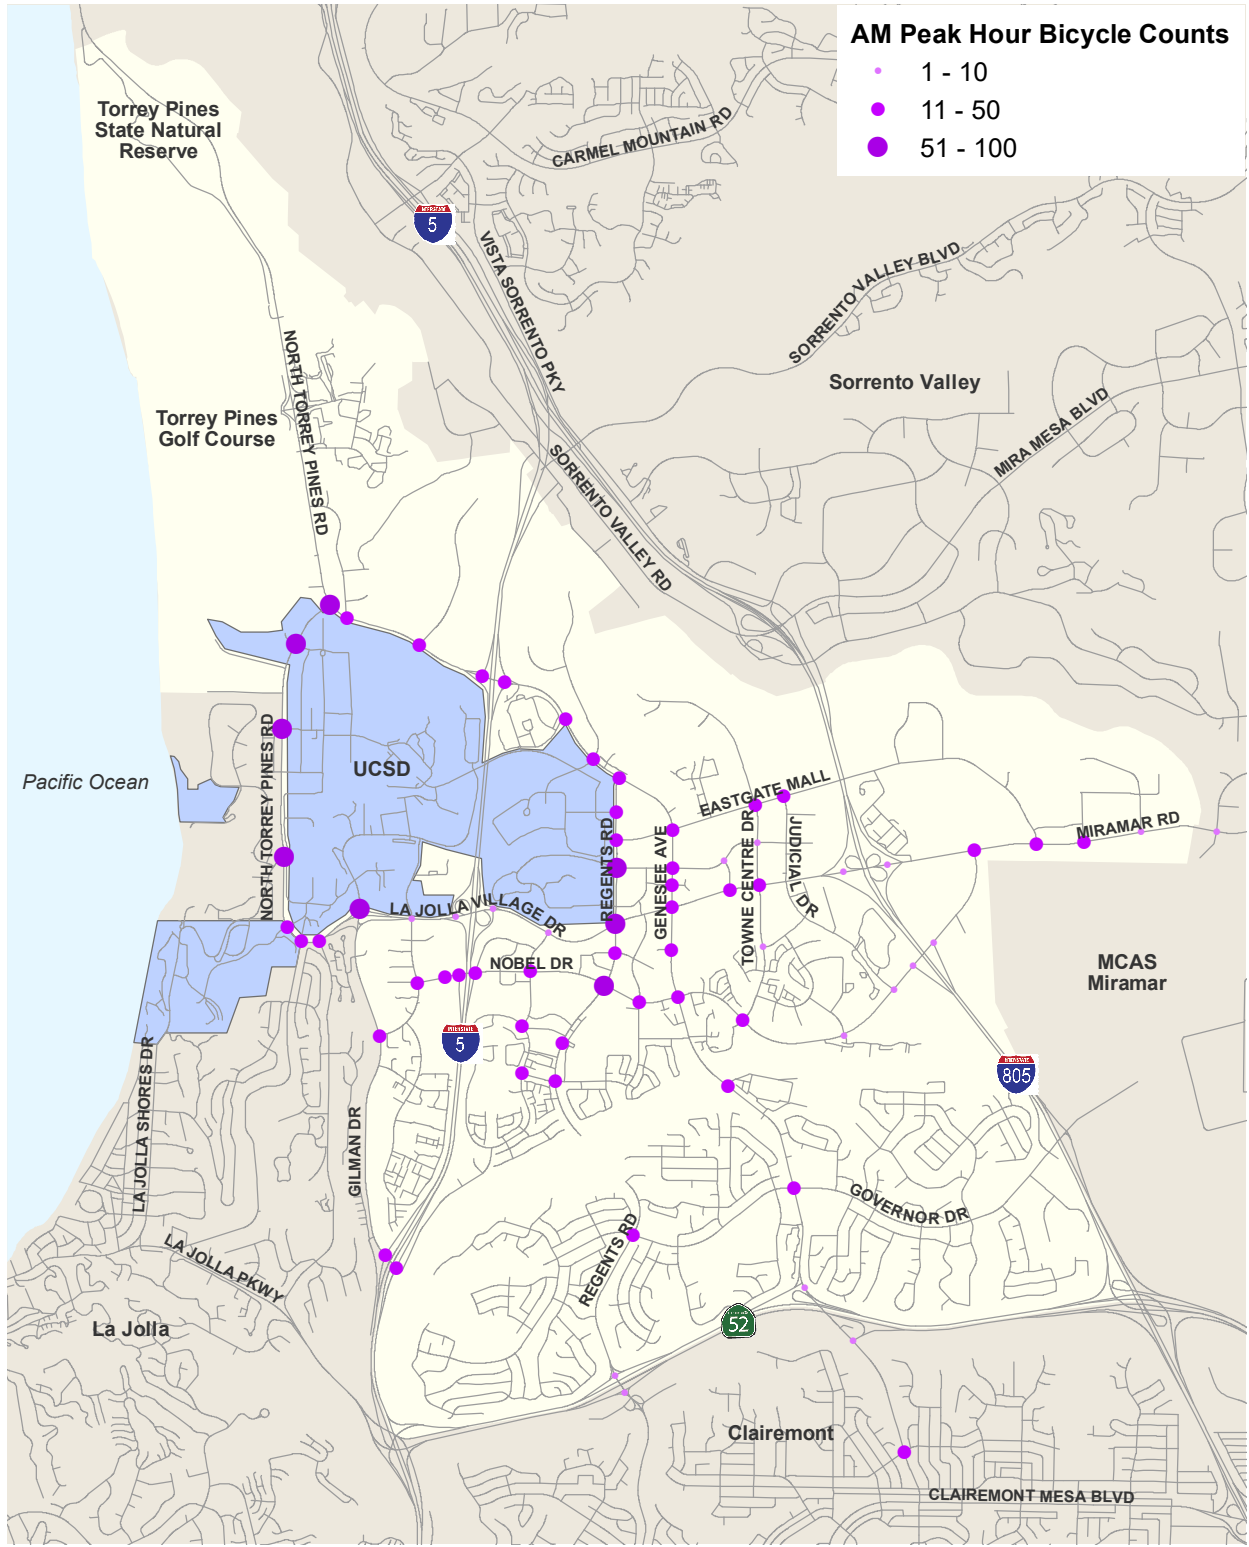 AM Peak Hour Bicycle Counts
1 - 10
11 - 50
51 - 100
Torrey Pines
State Natural
Reserve
CARMEL MOUNTAIN RD
INTERSTATE
5
VISTA SORRENTO PKY
SORRENTO VALLEY BLVD
Sorrento Valley
MIRA MESA BLVD
NORTH TORREY PINES RD
Torrey Pines
Golf Course
SORRENTO VALLEY RD
NORTH TORREY PINES RD
UCSD
Pacific Ocean
EASTGATE MALL
MIRAMAR RD
REGENTS RD
GENESEE AVE
TOWNE CENTRE DR
JUDICIAL DR
LA JOLLA VILLAGE DR
NOBEL DR
MCAS
Miramar
INTERSTATE
5
INTERSTATE
805
LA JOLLA SHORES DR
GILMAN DR
GOVERNOR DR
REGENTS RD
LA JOLLA PKWY
La Jolla
52
Clairemont
CLAIREMONT MESA BLVD